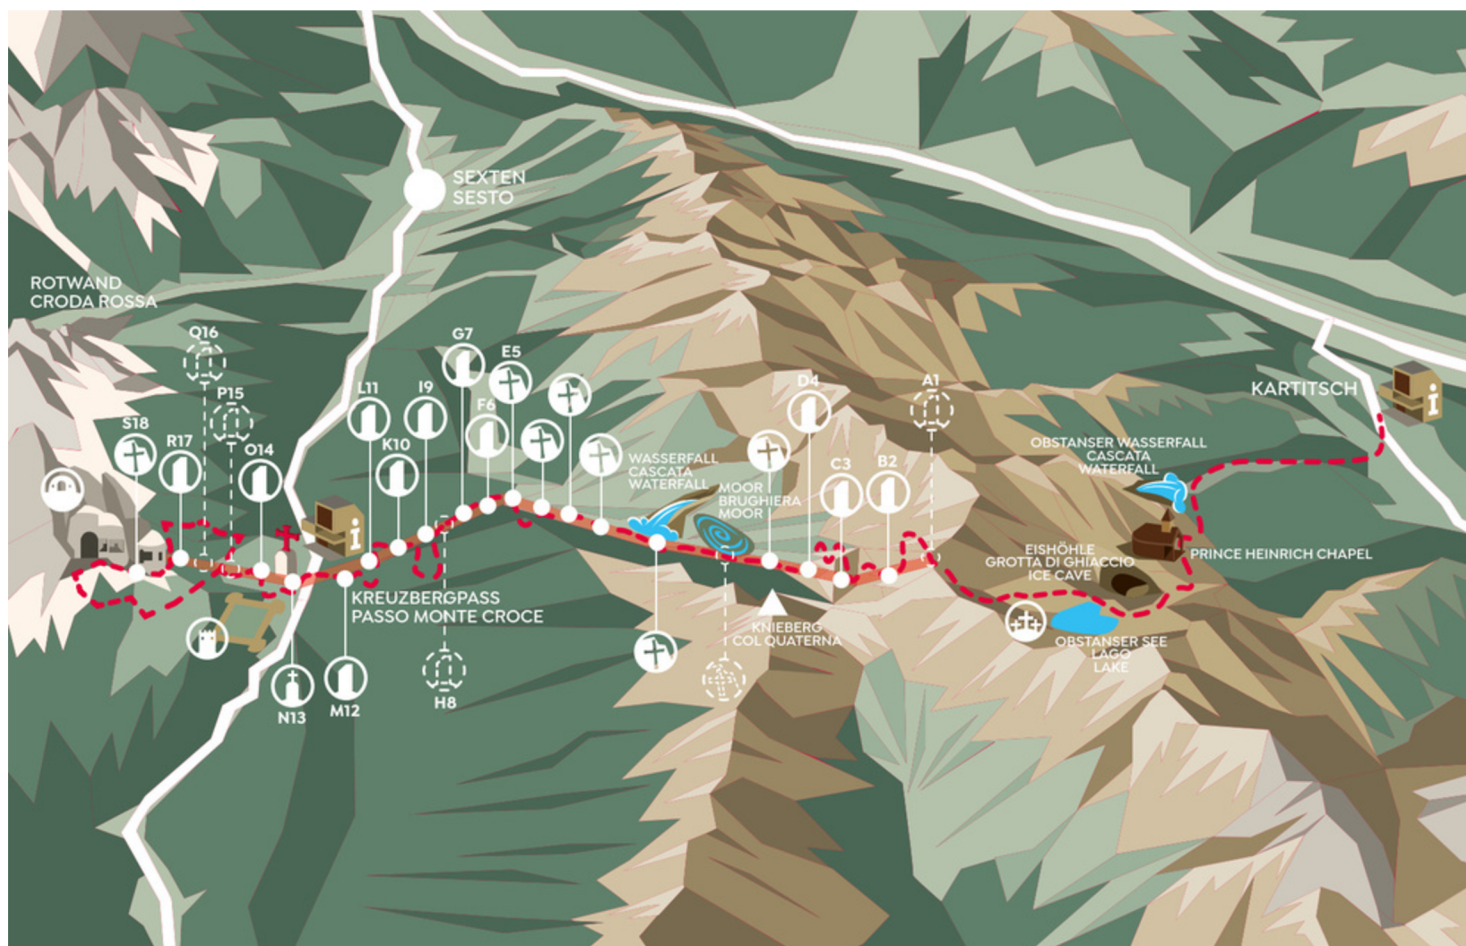 SEXTEN
SESTO
ROTWAND
CRODA ROSSA
Q16
P15
S18
R17
O14
L11
K10
I9
G7
F6
E5
WASSERFALL
CASCATA
WATERFALL
MOOR
BRUGHIERA
MOOR
D4
C3
B2
A1
KARTITSCH
i
OBSTANSER WASSERFALL
CASCATA
WATERFALL
i
EISHÖHLE
GROTTA DI GHIACCIO
ICE CAVE
PRINCE HEINRICH CHAPEL
KREUZBERGPASS
PASSO MONTE CROCE
KNIEBERG
COL QUATERNA
OBSTANSER SEE
LAGO
LAKE
N13
M12
H8